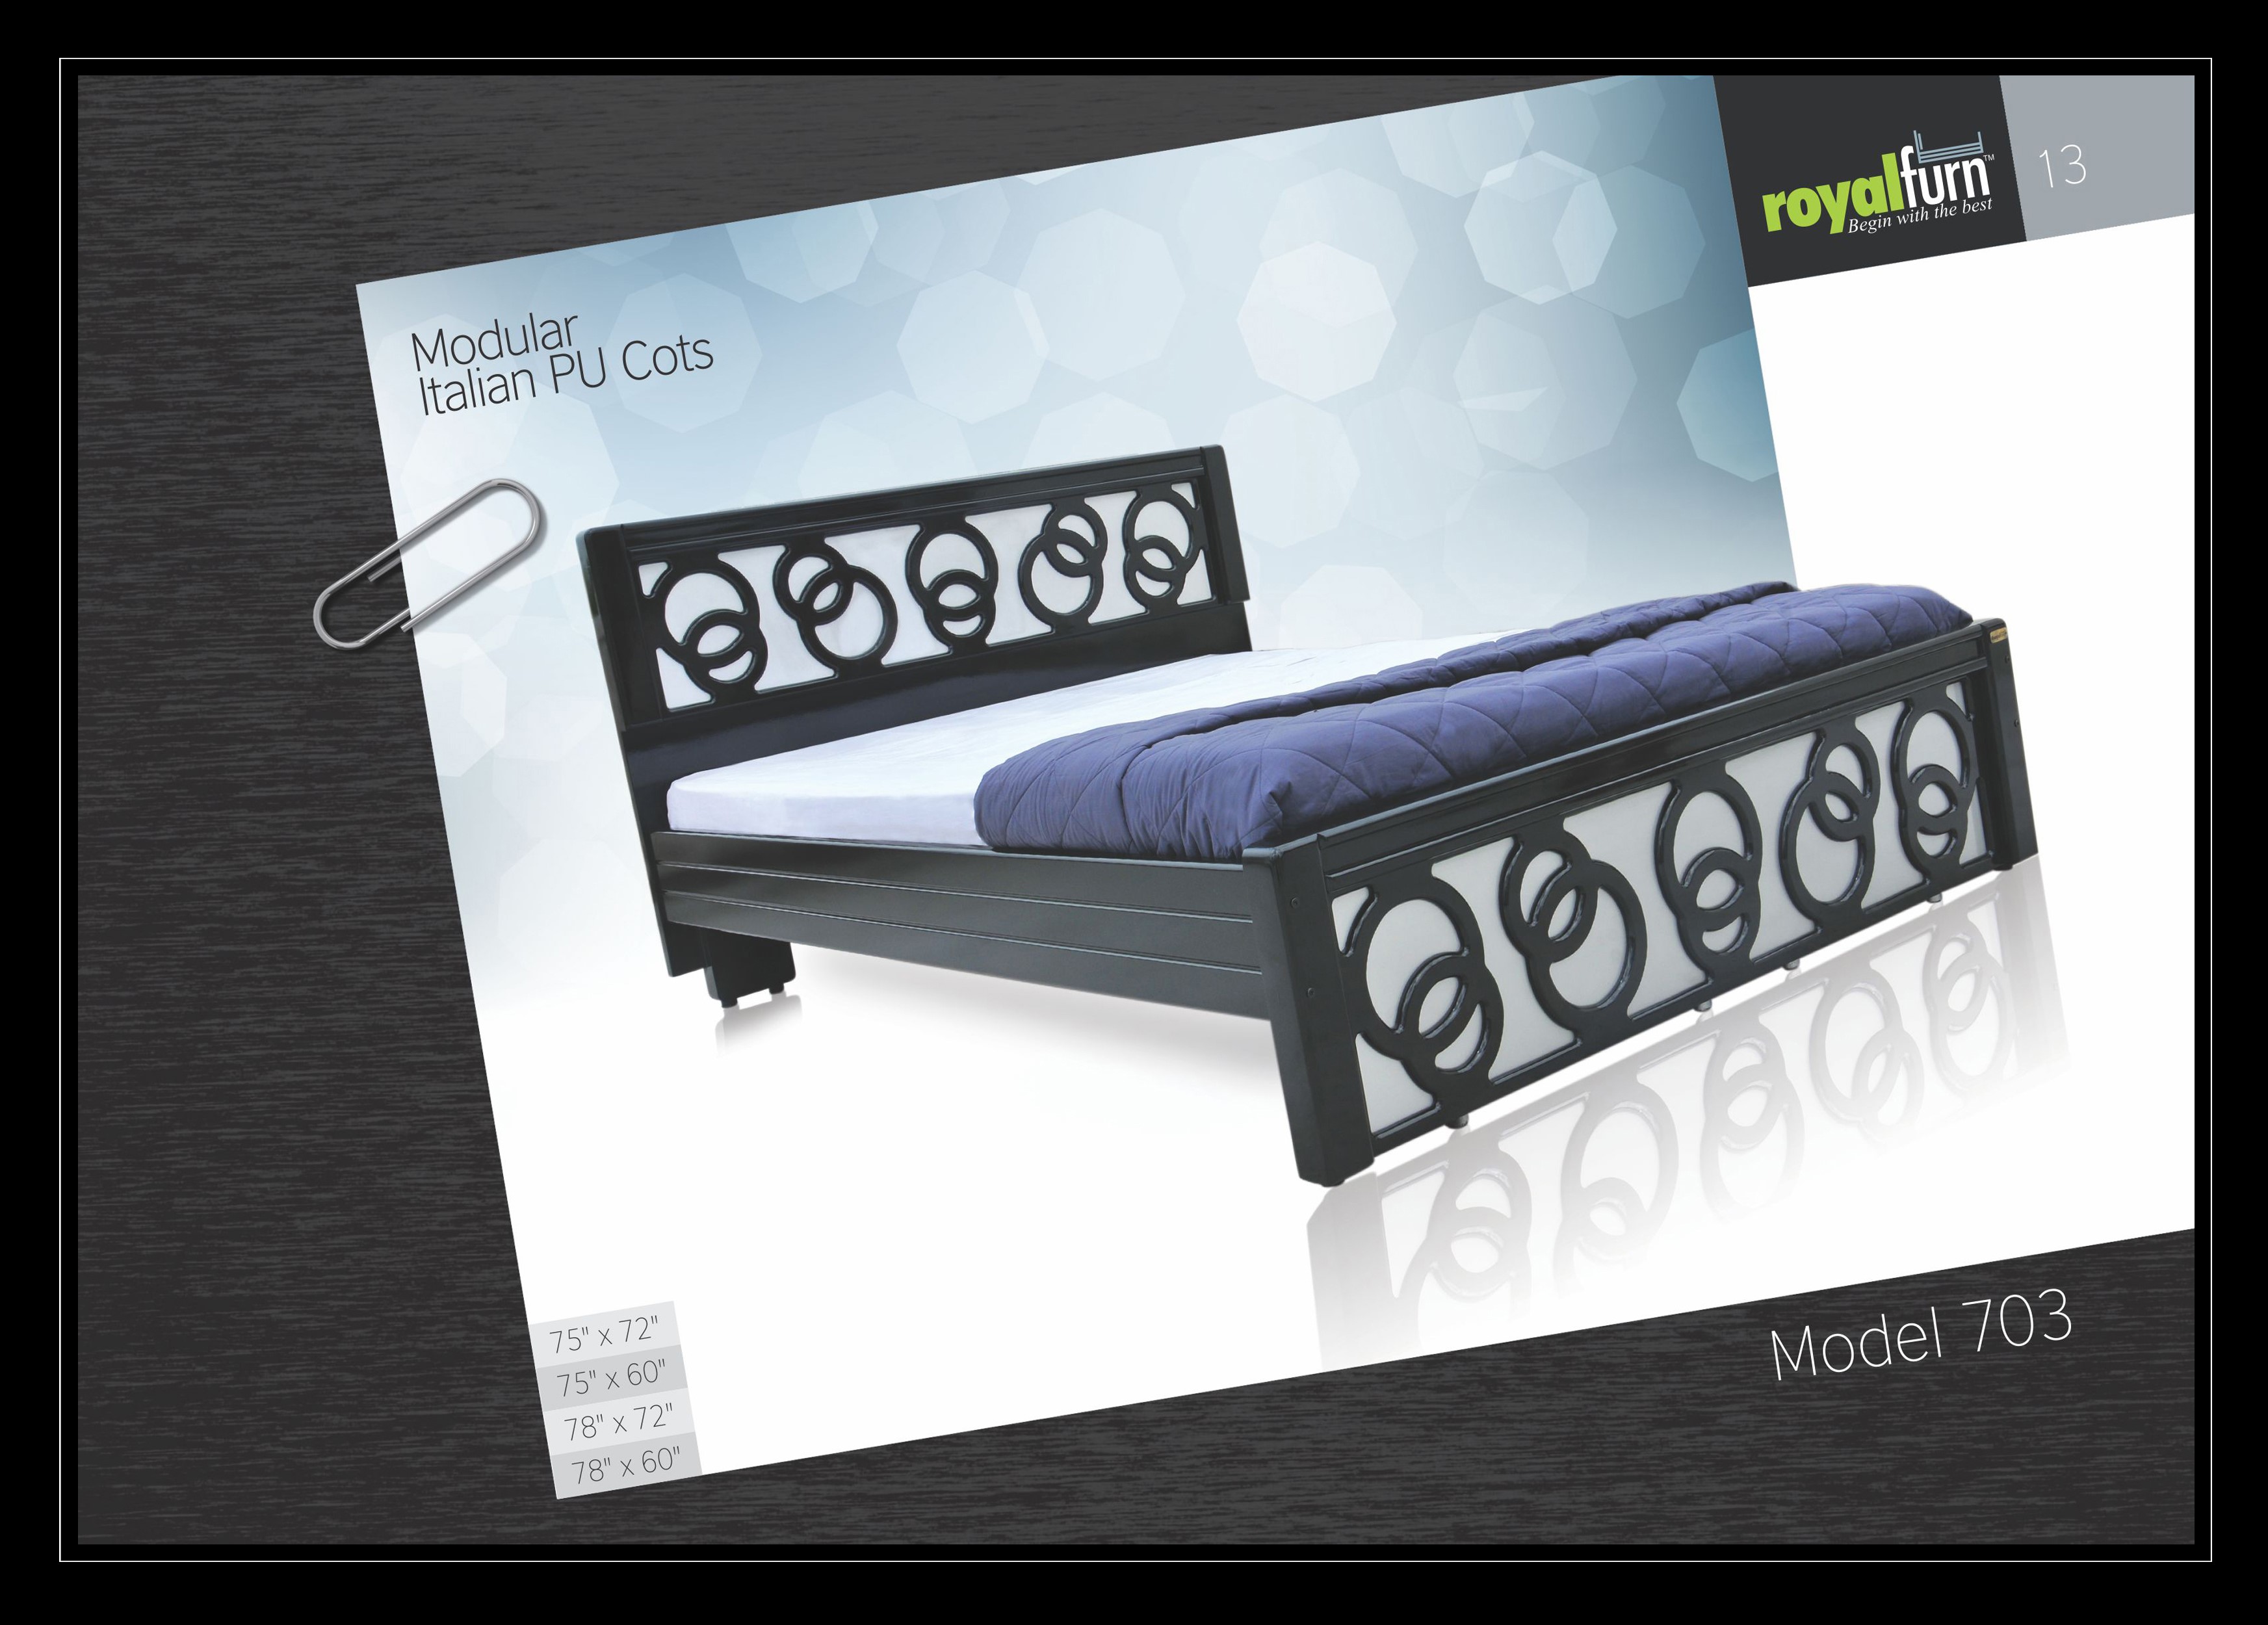 royalfurn™
Begin with the best
13
Modular
Italian PU Cots
75" x 72"
75" x 60"
78" x 72"
78" x 60"
Model 703